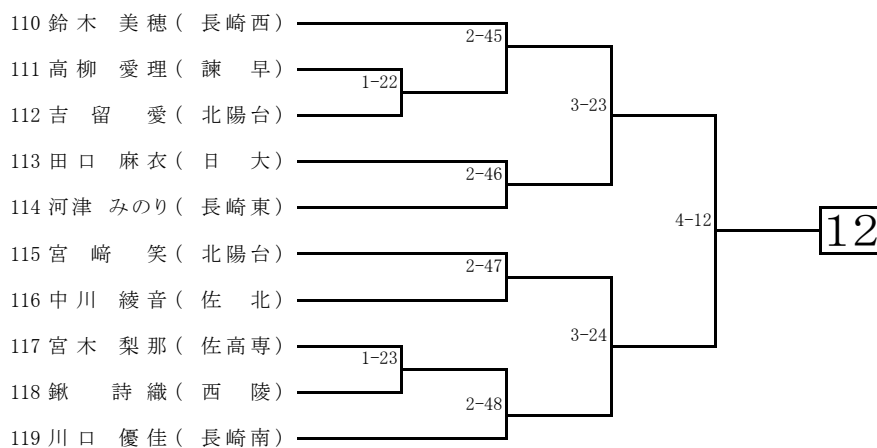 110 鈴木 美穂( 長崎西)
2-45
111 高柳 愛理( 諫 早)
1-22
112 吉 留 愛( 北陽台)
3-23
113 田口 麻衣( 日 大)
2-46
114 河津 みのり( 長崎東)
4-12
12
115 宮 﨑 笑( 北陽台)
2-47
116 中川 綾音( 佐 北)
3-24
117 宮木 梨那( 佐高専)
1-23
118 鍬 詩織( 西 陵)
2-48
119 川口 優佳( 長崎南)